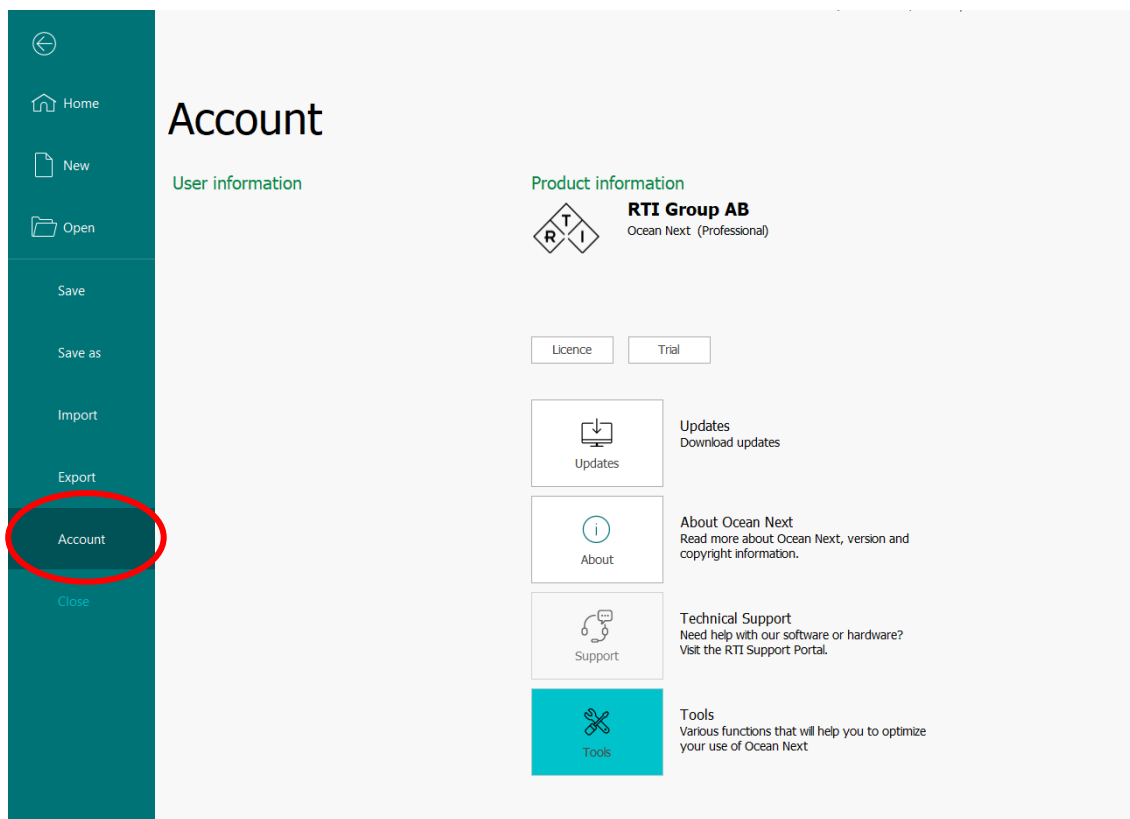 Home
New
Open
Save
Save as
Import
Export
Account
Close
Account
User information
Product information
RTI
RTI Group AB
Ocean Next (Professional)
Licence
Trial
Updates
Updates
Download updates
About
About Ocean Next
Read more about Ocean Next, version and
copyright information.
Support
Technical Support
Need help with our software or hardware?
Visit the RTI Support Portal.
Tools
Tools
Various functions that will help you to optimize
your use of Ocean Next